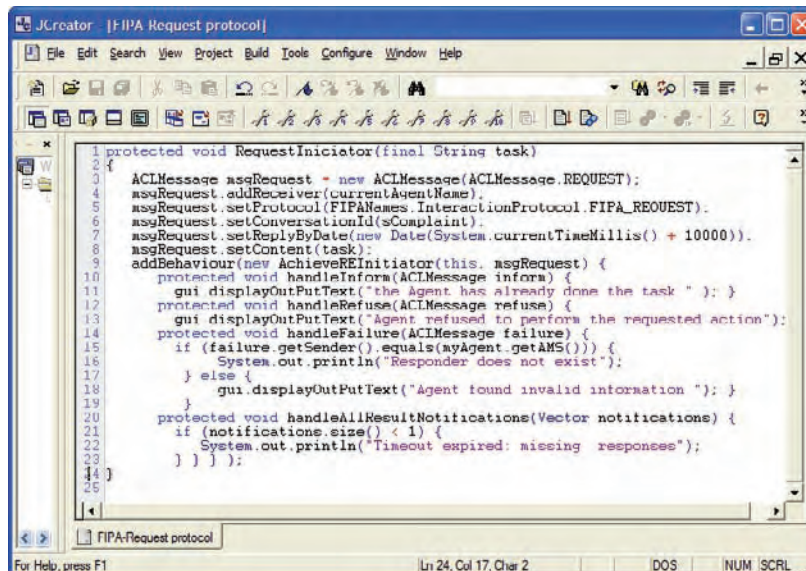 JCreator - [FIPA-Request protocol]
File Edit Search View Project Build Tools Configure Window Help
1 protected void RequestIniciator(final String task)
2 {
3 ACLMessage msgRequest = new ACLMessage(ACLMessage.REQUEST);
4 msgRequest.addReceiver(currentAgentName);
5 msgRequest.setProtocol(FIPANames.InteractionProtocol.FIPA_REQUEST);
6 msgRequest.setConversationId(sComplaint);
7 msgRequest.setReplyByDate(new Date(System.currentTimeMillis() + 10000));
8 msgRequest.setContent(task);
9 addBehaviour(new AchieveREInitiator(this, msgRequest) {
10 protected void handleInform(ACLMessage inform) {
11 gui.displayOutPutText("the Agent has already done the task " ); }
12 protected void handleRefuse(ACLMessage refuse) {
13 gui.displayOutPutText("Agent refused to perform the requested action");
14 protected void handleFailure(ACLMessage failure) {
15 if (failure.getSender().equals(myAgent.getAMS())) {
16 System.out.println("Responder does not exist");
17 } else {
18 gui.displayOutPutText("Agent found invalid information "); }
19 }
20 protected void handleAllResultNotifications(Vector notifications) {
21 if (notifications.size() < 1) {
22 System.out.println("Timeout expired: missing responses");
23 } } } );
24 }
25
FIPA-Request protocol
For Help, press F1 Ln 24, Col 17, Char 2 DOS NUM SCRL